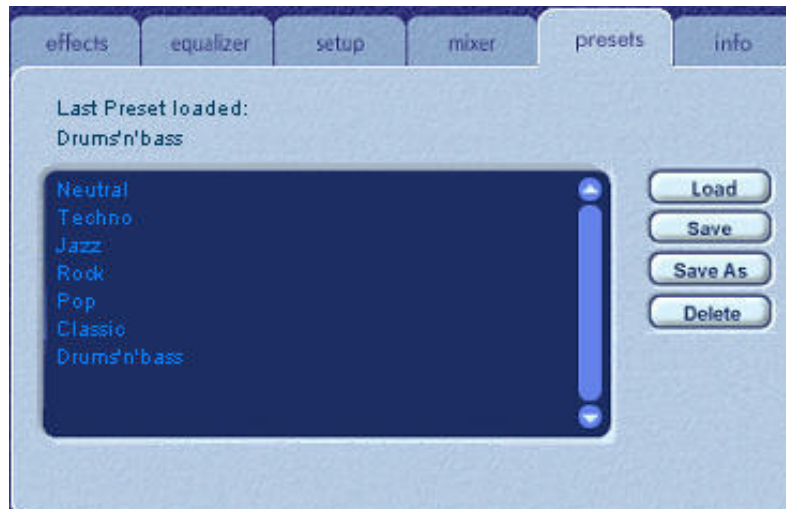 effects equalizer setup mixer presets info
Last Preset loaded:
Drums'n'bass
Neutral
Techno
Jazz
Rock
Pop
Classic
Drums'n'bass
Load
Save
Save As
Delete